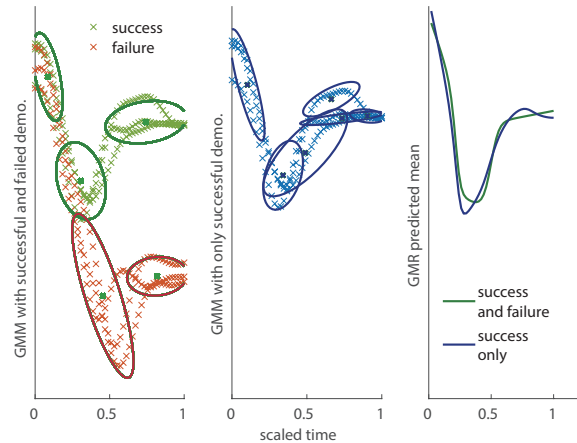 GMM with successful and failed demo.
success
failure
0
0.5
1
GMM with only successful demo.
0
0.5
1
scaled time
GMR predicted mean
success
and failure
success
only
0
0.5
1